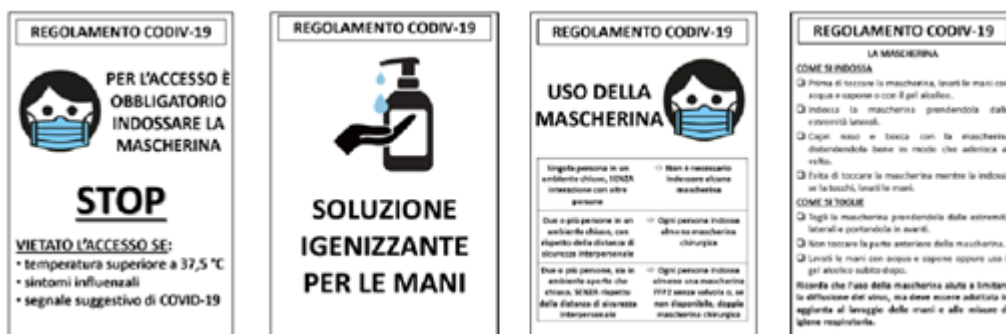 REGOLAMENTO CODIV-19
PER L'ACCESSO È
OBBLIGATORIO
INDOSSARE LA
MASCHERINA
STOP
VIETATO L'ACCESSO SE:
• temperatura superiore a 37,5 °C
• sintomi influenzali
• segnale suggestivo di COVID-19
REGOLAMENTO CODIV-19
SOLUZIONE
IGENIZZANTE
PER LE MANI
REGOLAMENTO CODIV-19
USO DELLA
MASCHERINA
Singola persona in un
ambiente chiuso, SENZA
interazione con altre
persone
Non è necessario
indossare alcuna
mascherina
Due o più persone in un
ambiente chiuso, con
rispetto della distanza di
sicurezza interpersonale
Ogni persona indossa
almeno mascherina
chirurgica
Due o più persone, sia in
ambiente aperto che
chiuso, SENZA rispetto
della distanza di sicurezza
interpersonale
Ogni persona indossa
almeno una mascherina
FFP2 senza valvola o, se
non disponibile, doppia
mascherina chirurgica
REGOLAMENTO CODIV-19
LA MASCHERINA
COME SI INDOSSA
Prima di toccare la mascherina, lavati le mani con
acqua e sapone o con il gel alcolico.
Indossa la mascherina prendendola dalle
estremità laterali.
Copri naso e bocca con la mascherina
distendendola bene in modo che aderisca al
volto.
Evita di toccare la mascherina mentre la indossi,
se la tocchi, lavati le mani.
COME SI TOGLIE
Togli la mascherina prendendola dalle estremità
laterali e portandola in avanti.
Non toccare la parte anteriore della mascherina.
Lavati le mani con acqua e sapone oppure usa il
gel alcolico subito dopo.
Ricorda che l'uso della mascherina aiuta a limitare
la diffusione del virus, ma deve essere adottata in
aggiunta al lavaggio delle mani e alle misure di
igiene respiratoria.